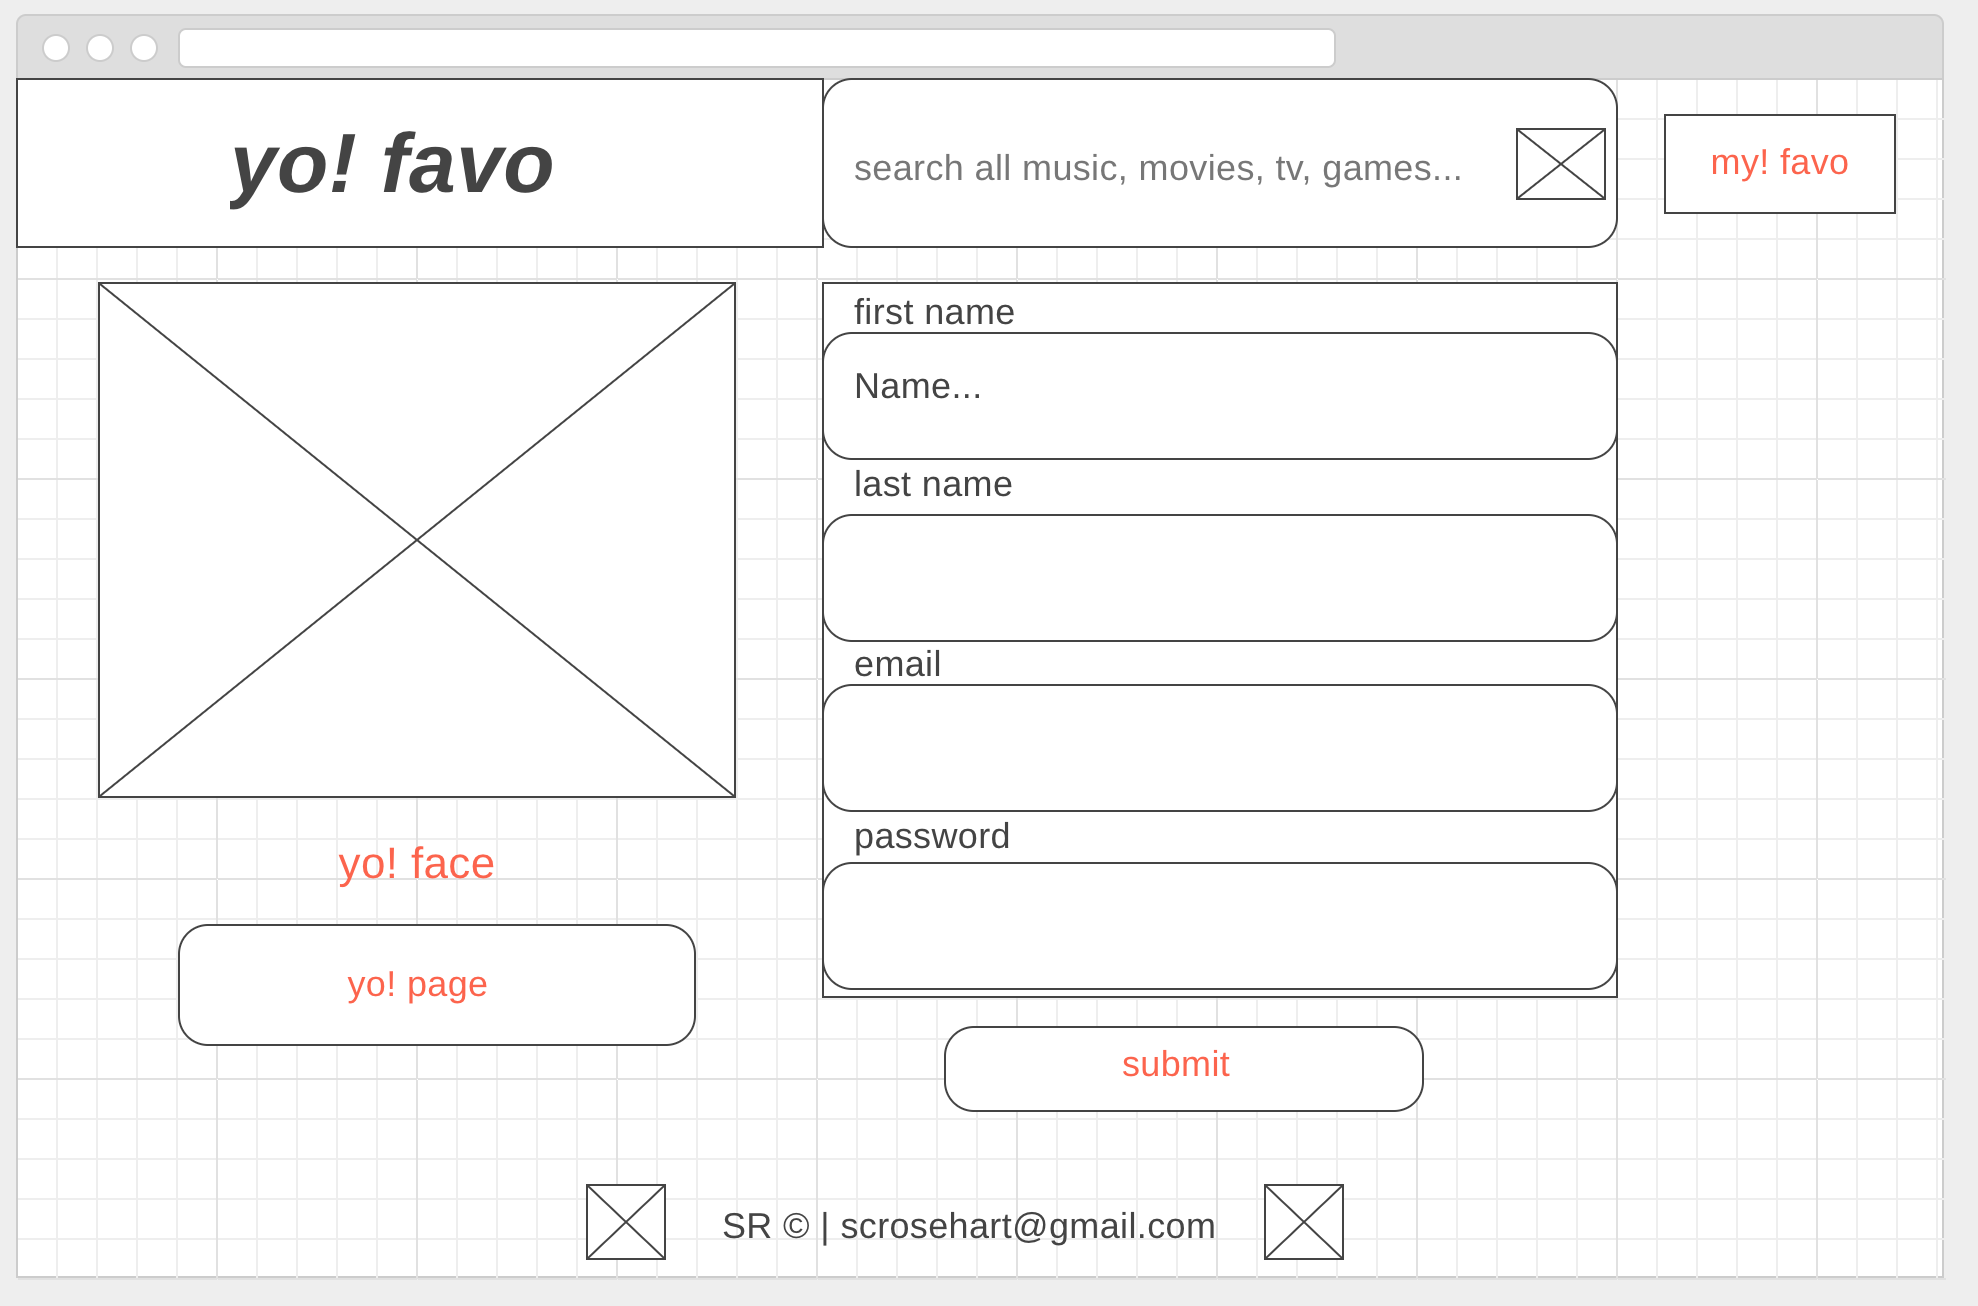 yo! favo
search all music, movies, tv, games...
my! favo
first name
Name...
last name
email
password
yo! face
yo! page
submit
SR © | scrosehart@gmail.com